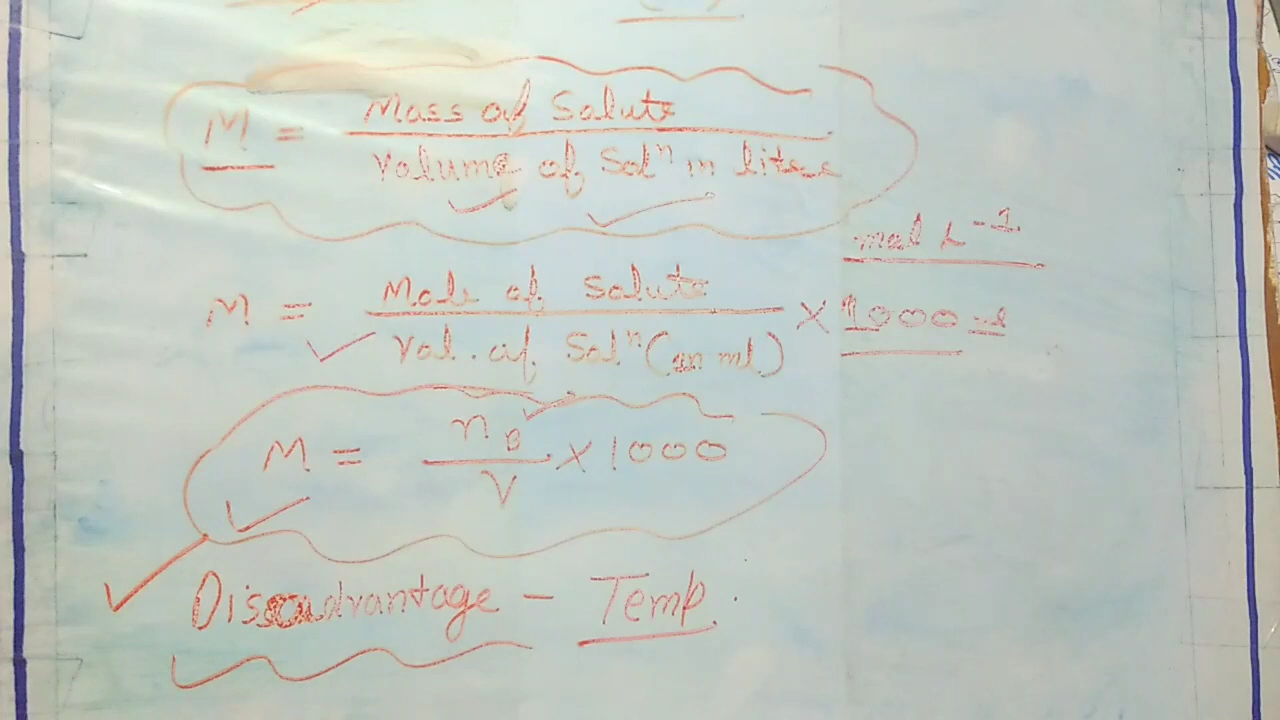 M = Mass of Solute
Volume of Solⁿ in litre
mol L⁻¹
M = Mole of Solute × 1000 ml
Vol. of Solⁿ (in ml)
M = n_B / V × 1000
Disadvantage - Temp.